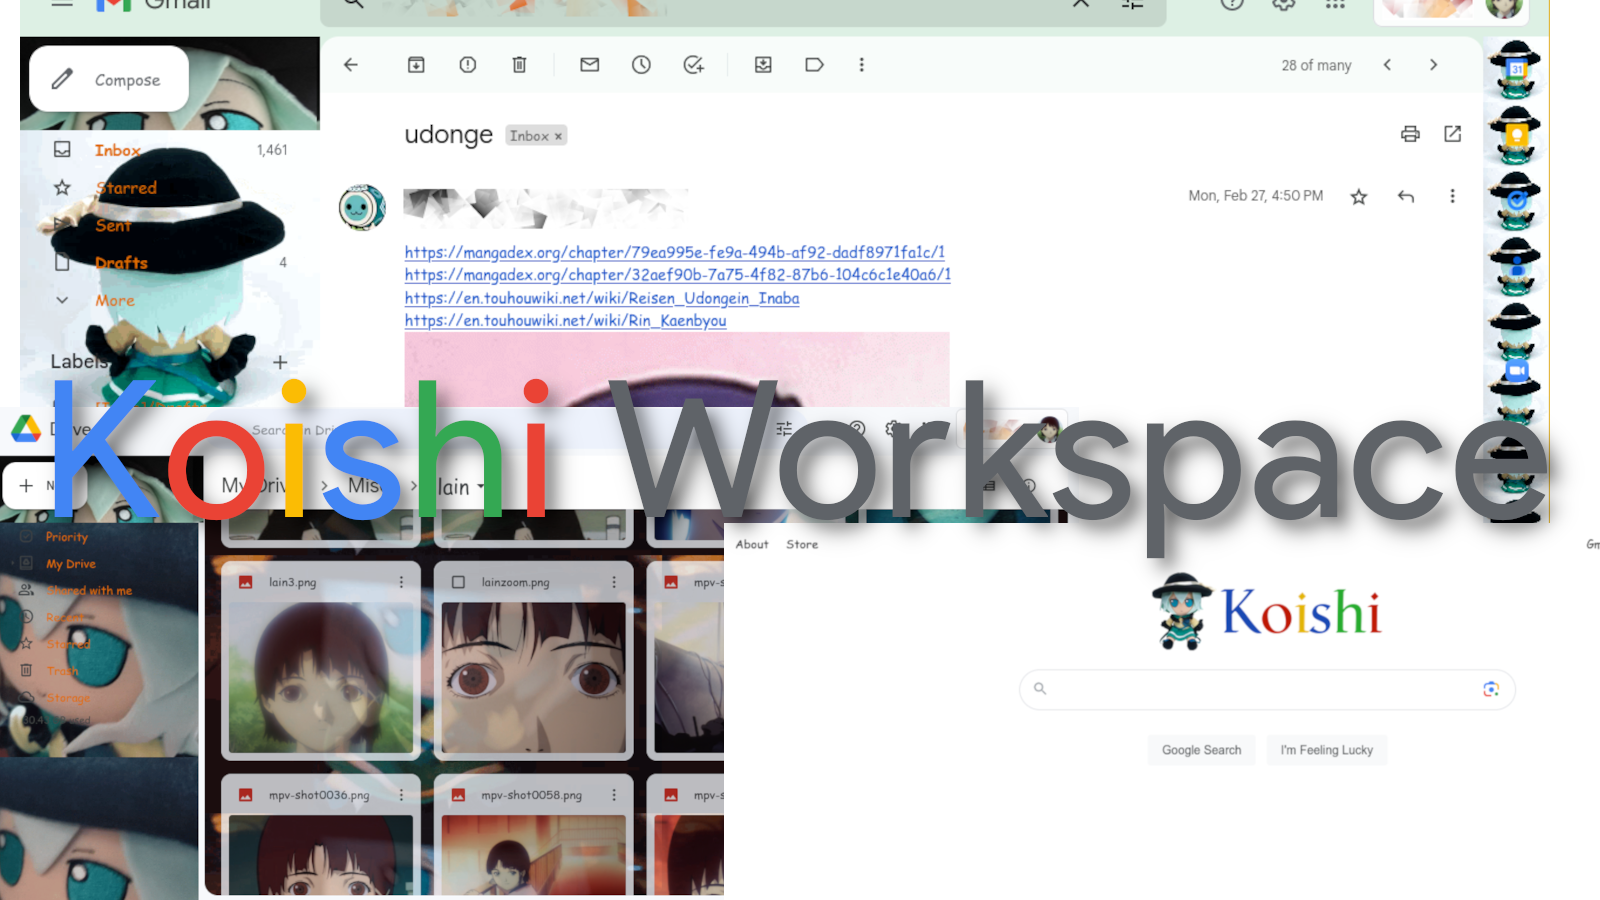 Gmail
Compose
28 of many
udonge
Inbox ×
Inbox
1,461
Starred
Sent
Drafts
4
More
Labels
Mon, Feb 27, 4:50 PM
https://mangadex.org/chapter/79ea995e-fe9a-494b-af92-dadf8971fa1c/1
https://mangadex.org/chapter/32aef90b-7a75-4f82-87b6-104c6c1e40a6/1
https://en.touhouwiki.net/wiki/Reisen_Udongein_Inaba
https://en.touhouwiki.net/wiki/Rin_Kaenbyou
31
Koishi Workspace
Search in
My Drive
lain
Priority
My Drive
Shared with me
Starred
Trash
Storage
lain3.png
lainzoom.png
mpv-s
mpv-shot0036.png
mpv-shot0058.png
mpv-s
About
Store
Koishi
Google Search
I'm Feeling Lucky